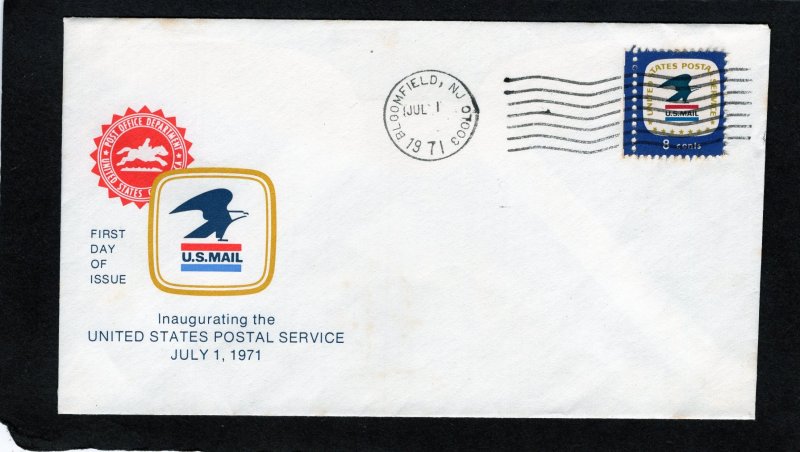 POST OFFICE DEPARTMENT
UNITED STATES
U.S.MAIL
FIRST
DAY
OF
ISSUE
Inaugurating the
UNITED STATES POSTAL SERVICE
JULY 1, 1971
BLOOMFIELD, NJ 07003
JUL 1
1971
UNITED STATES POSTAL SERVICE
U.S.MAIL
8 cents